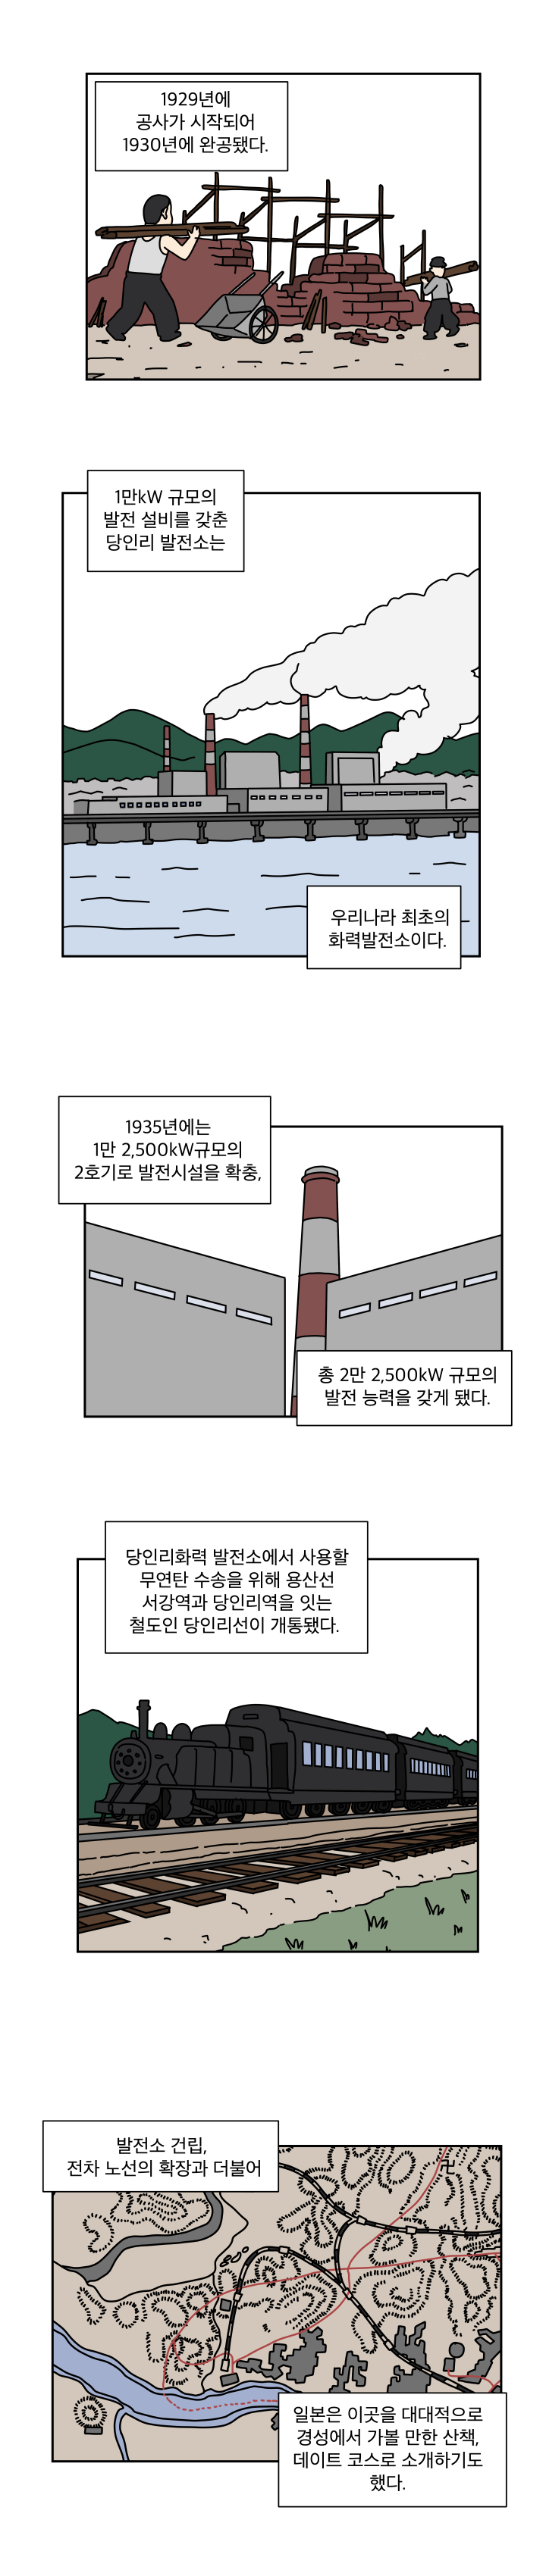 1929년에
공사가 시작되어
1930년에 완공됐다.
1만kW 규모의
발전 설비를 갖춘
당인리 발전소는
우리나라 최초의
화력발전소이다.
1935년에는
1만 2,500kW규모의
2호기로 발전시설을 확충,
총 2만 2,500kW 규모의
발전 능력을 갖게 됐다.
당인리화력 발전소에서 사용할
무연탄 수송을 위해 용산선
서강역과 당인리역을 잇는
철도인 당인리선이 개통됐다.
발전소 건립,
전차 노선의 확장과 더불어
일본은 이곳을 대대적으로
경성에서 가볼 만한 산책,
데이트 코스로 소개하기도
했다.